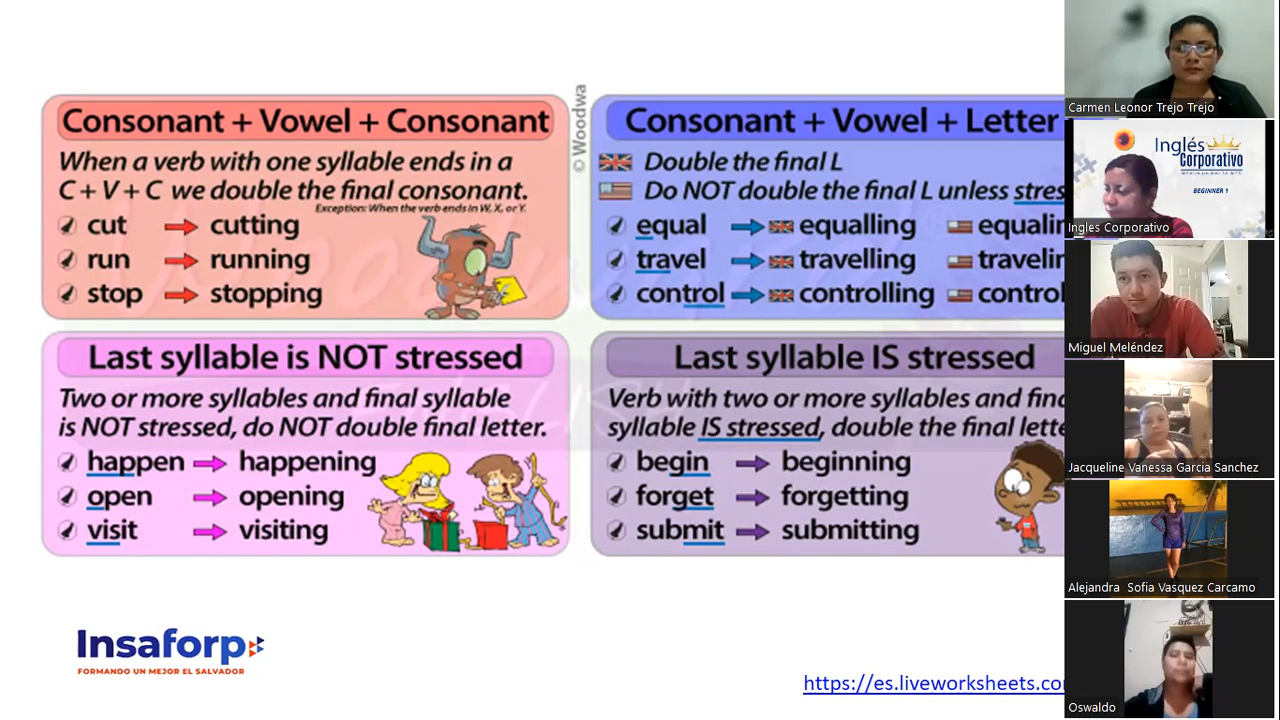 Consonant + Vowel + Consonant
When a verb with one syllable ends in a
C + V + C we double the final consonant.
Exception: When the verb ends in W, X, or Y.
cut cutting
run running
stop stopping
© Woodwa
Consonant + Vowel + Letter
Double the final L
Do NOT double the final L unless stres
equal equalling equalin
travel travelling travelin
control controlling control
Last syllable is NOT stressed
Two or more syllables and final syllable
is NOT stressed, do NOT double final letter.
happen happening
open opening
visit visiting
Last syllable IS stressed
Verb with two or more syllables and fina
syllable IS stressed, double the final lette
begin beginning
forget forgetting
submit submitting
Insaforp
FORMANDO UN MEJOR EL SALVADOR
https://es.liveworksheets.co
Carmen Leonor Trejo Trejo
Inglés
Corporativo
BEGINNER 1
Ingles Corporativo
Miguel Meléndez
Jacqueline Vanessa Garcia Sanchez
Alejandra Sofia Vasquez Carcamo
Oswaldo